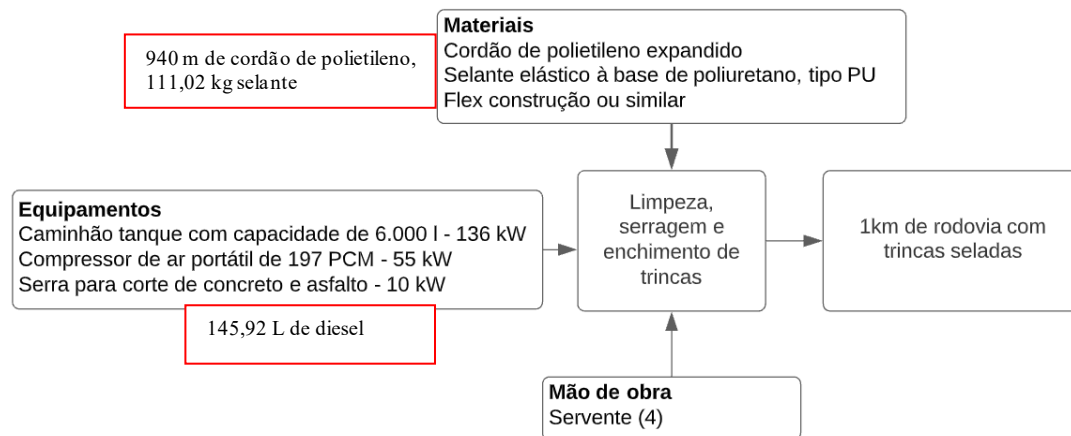 Materiais
Cordão de polietileno expandido
Selante elástico à base de poliuretano, tipo PU
Flex construção ou similar
940 m de cordão de polietileno,
111,02 kg selante
Equipamentos
Caminhão tanque com capacidade de 6.000 l - 136 kW
Compressor de ar portátil de 197 PCM - 55 kW
Serra para corte de concreto e asfalto - 10 kW
145,92 L de diesel
Limpeza,
serragem e
enchimento de
trincas
1km de rodovia com
trincas seladas
Mão de obra
Servente (4)